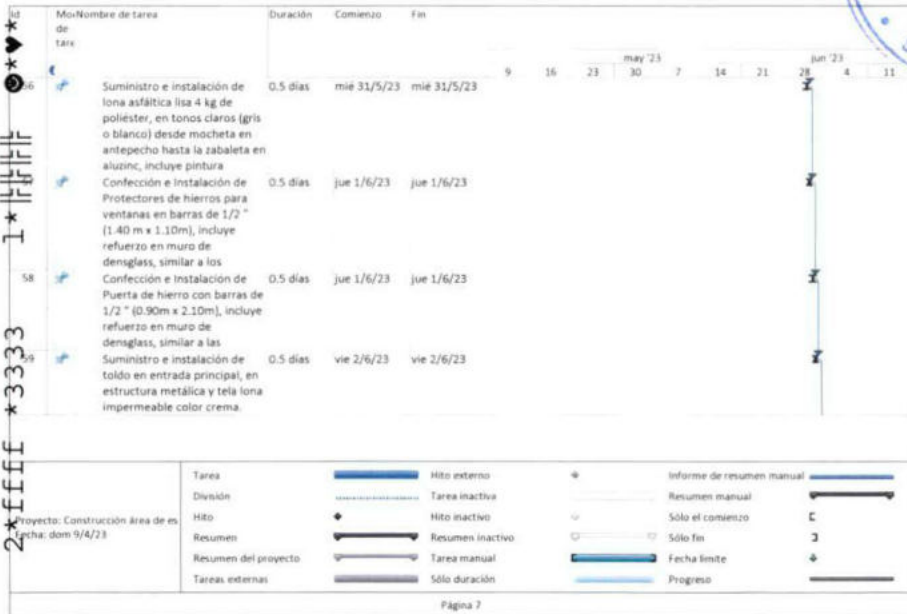 Id
Mo
Nombre de tarea
Duración
Comienzo
Fin
de
tare
may '23
jun '23
9 16 23 30 7 14 21 28 4 11
56
Suministro e instalación de
lona asfáltica lisa 4 kg de
poliéster, en tonos claros (gris
o blanco) desde mocheta en
antepecho hasta la zabaleta en
aluzinc, incluye pintura
0.5 días
mié 31/5/23
mié 31/5/23
Confección e Instalación de
Protectores de hierros para
ventanas en barras de 1/2 "
(1.40 m x 1.10m), incluye
refuerzo en muro de
densglass, similar a los
0.5 días
jue 1/6/23
jue 1/6/23
58
Confección e Instalación de
Puerta de hierro con barras de
1/2 " (0.90m x 2.10m), incluye
refuerzo en muro de
densglass, similar a las
0.5 días
jue 1/6/23
jue 1/6/23
59
Suministro e instalación de
toldo en entrada principal, en
estructura metálica y tela lona
impermeable color crema.
0.5 días
vie 2/6/23
vie 2/6/23
2*fffff *3333
1*
Proyecto: Construcción área de es
Fecha: dom 9/4/23
Tarea
División
Hito
Resumen
Resumen del proyecto
Tareas externas
Hito externo
Tarea inactiva
Hito inactivo
Resumen inactivo
Tarea manual
Sólo duración
Informe de resumen manual
Resumen manual
Sólo el comienzo
Sólo fin
Fecha límite
Progreso
Página 7